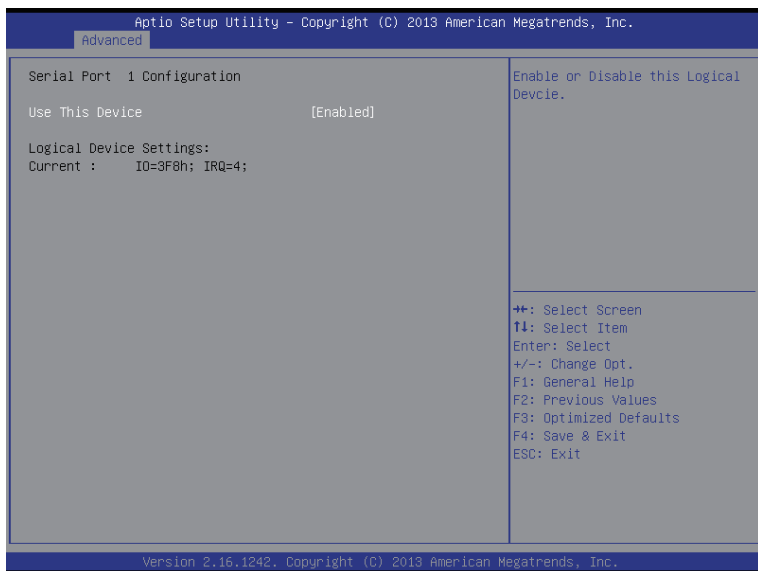 Aptio Setup Utility – Copyright (C) 2013 American Megatrends, Inc.
Advanced
Serial Port 1 Configuration
Use This Device [Enabled]
Logical Device Settings:
Current : IO=3F8h; IRQ=4;
Enable or Disable this Logical
Devcie.
→←: Select Screen
↑↓: Select Item
Enter: Select
+/-: Change Opt.
F1: General Help
F2: Previous Values
F3: Optimized Defaults
F4: Save & Exit
ESC: Exit
Version 2.16.1242. Copyright (C) 2013 American Megatrends, Inc.